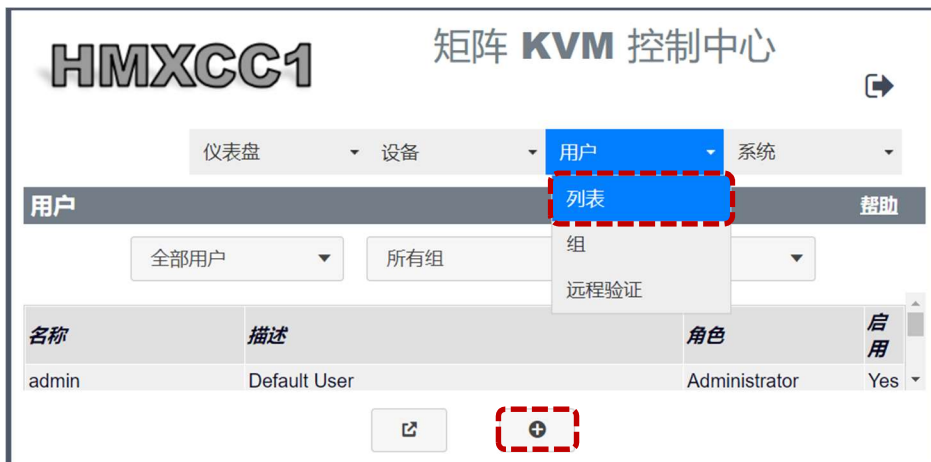 HMXCC1
矩阵 KVM 控制中心
仪表盘 设备 用户 系统
用户 列表 帮助
全部用户 所有组 组
远程验证
名称 描述 角色 启用
admin Default User Administrator Yes